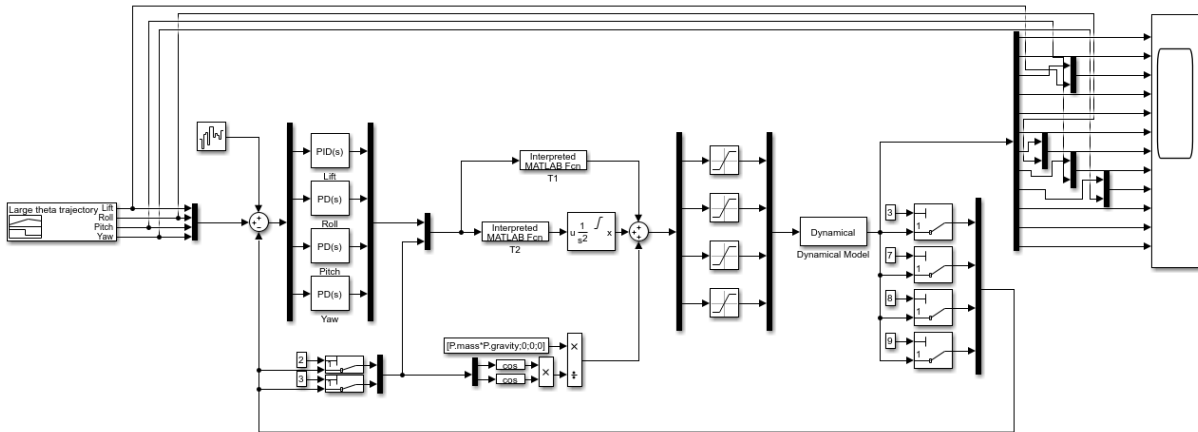 Large theta trajectory
Lift
Roll
Pitch
Yaw
+
+
−
PID(s)
Lift
PD(s)
Roll
PD(s)
Pitch
PD(s)
Yaw
2
1
3
1
Interpreted
MATLAB Fcn
T1
Interpreted
MATLAB Fcn
T2
u 1/s² x
[P.mass*P.gravity;0;0;0]
cos
cos
×
×
÷
+
+
+
Dynamical
Dynamical Model
3
1
7
1
8
1
9
1